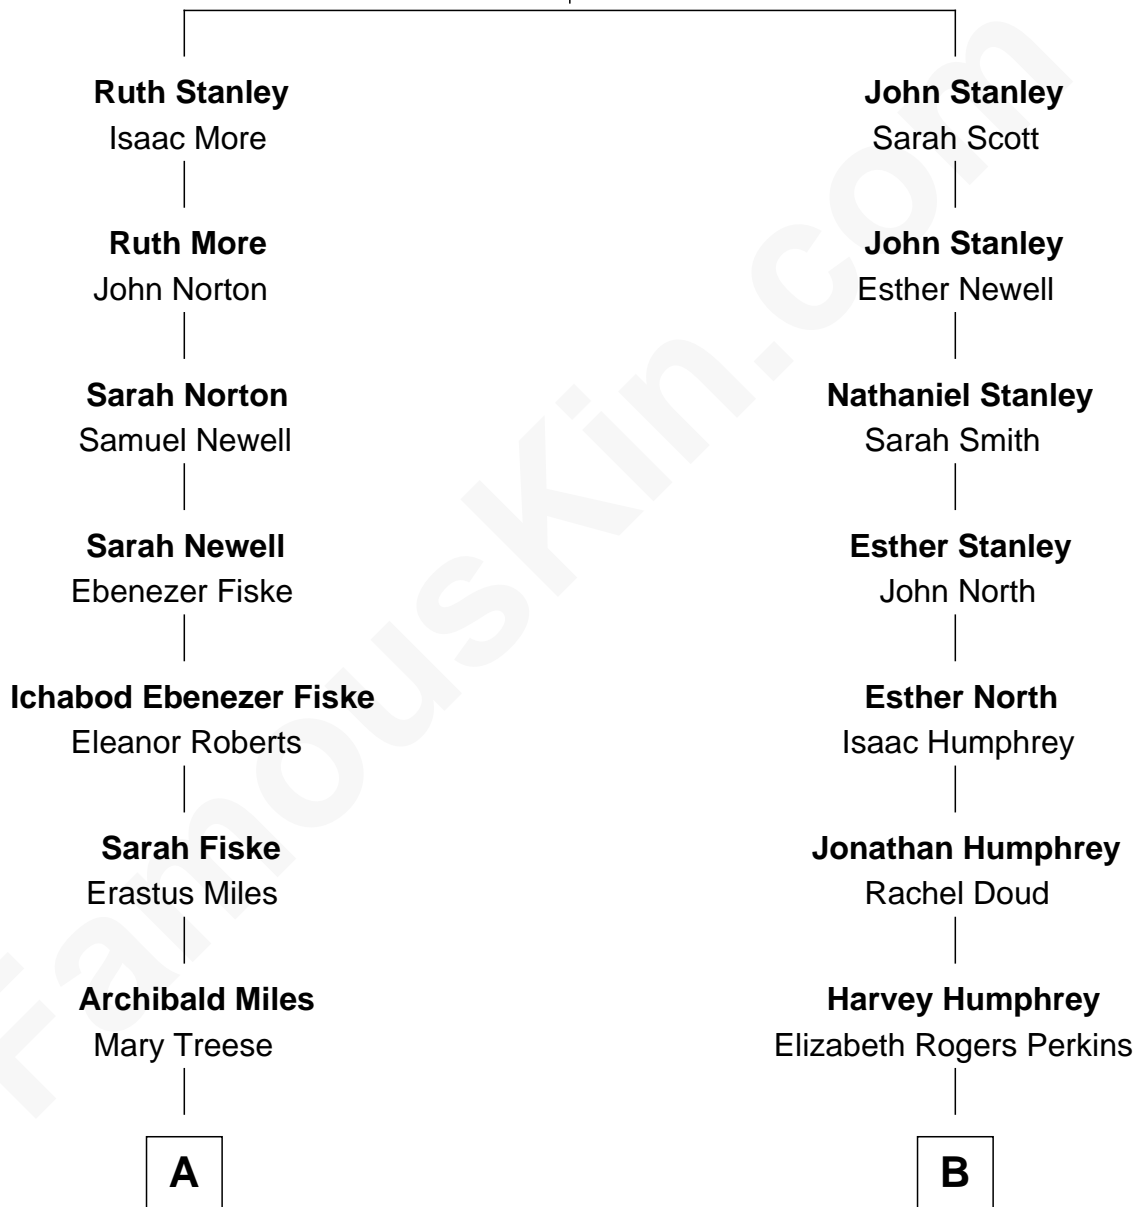 Ruth Stanley
Isaac More
Ruth More
John Norton
Sarah Norton
Samuel Newell
Sarah Newell
Ebenezer Fiske
Ichabod Ebenezer Fiske
Eleanor Roberts
Sarah Fiske
Erastus Miles
Archibald Miles
Mary Treese
A
John Stanley
Sarah Scott
John Stanley
Esther Newell
Nathaniel Stanley
Sarah Smith
Esther Stanley
John North
Esther North
Isaac Humphrey
Jonathan Humphrey
Rachel Doud
Harvey Humphrey
Elizabeth Rogers Perkins
B
FamousKin.com